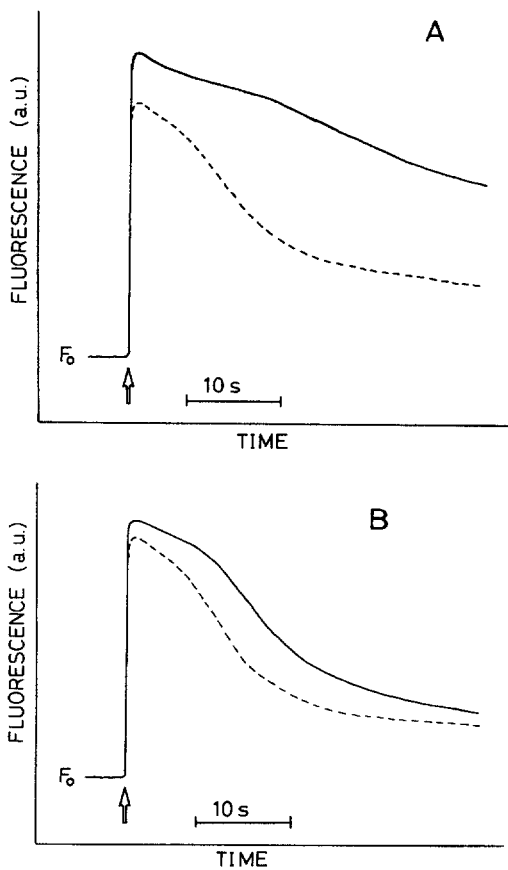 A
FLUORESCENCE (a.u.)
F₀
10 s
TIME
B
FLUORESCENCE (a.u.)
F₀
10 s
TIME